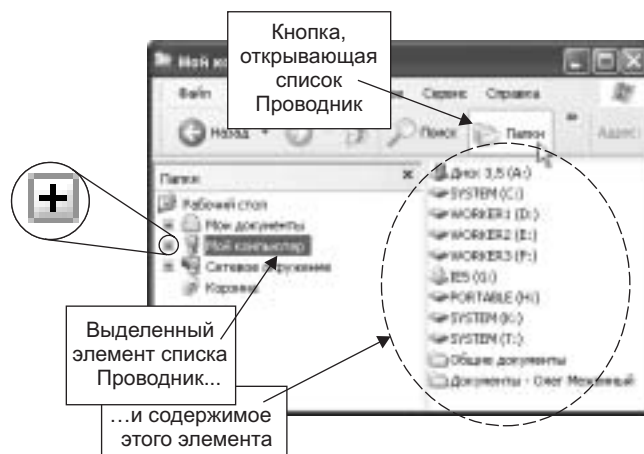 Кнопка,
открывающая
список
Проводник
Мой
Файл
Сервис Справка
Назад
Поиск
Папки
Адрес
Папки
Рабочий стол
Мои документы
Мой компьютер
Сетевое окружение
Корзина
Диск 3,5 (A:)
SYSTEM (C:)
WORKER1 (D:)
WORKER2 (E:)
WORKER3 (F:)
IE5 (G:)
PORTABLE (H:)
SYSTEM (K:)
SYSTEM (T:)
Общие документы
Документы - Олег
Выделенный
элемент списка
Проводник...
...и содержимое
этого элемента